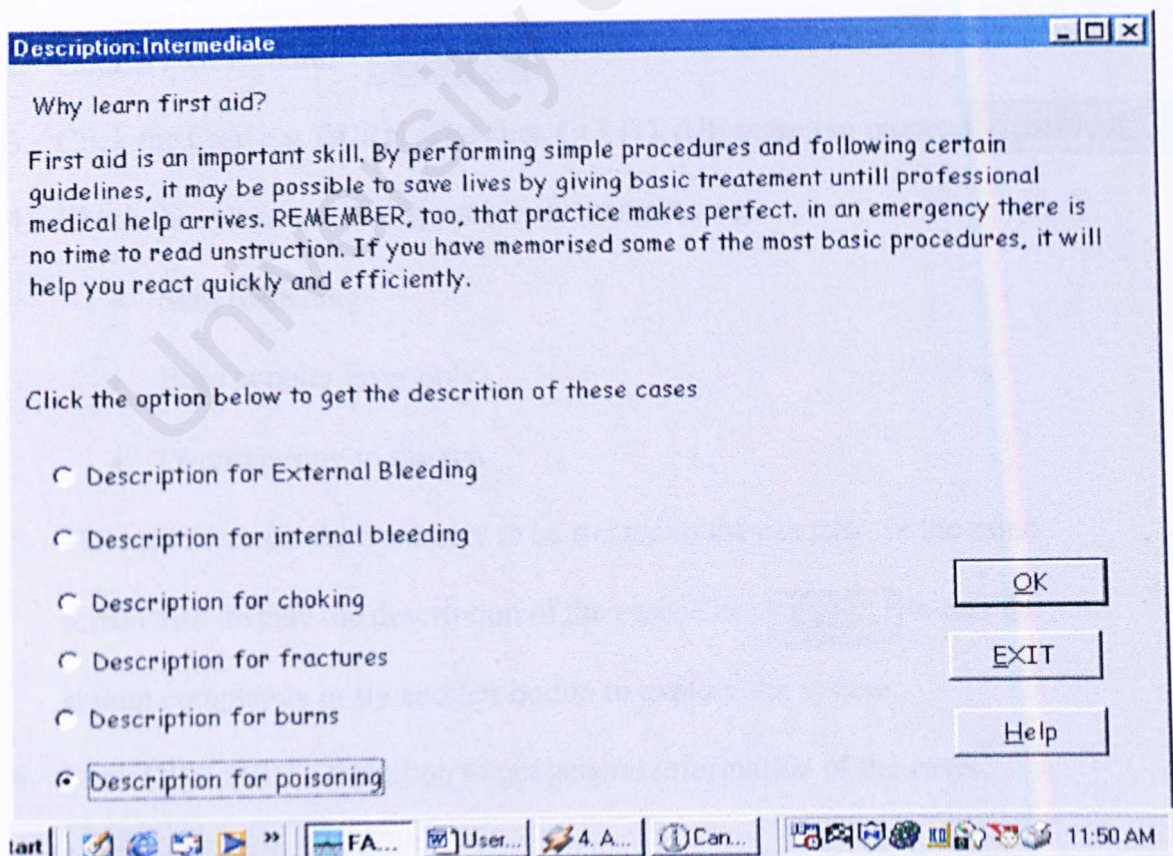 University
Description:Intermediate
Why learn first aid?
First aid is an important skill. By performing simple procedures and following certain
guidelines, it may be possible to save lives by giving basic treatement untill professional
medical help arrives. REMEMBER, too, that practice makes perfect. in an emergency there is
no time to read unstruction. If you have memorised some of the most basic procedures, it will
help you react quickly and efficiently.
Click the option below to get the descrition of these cases
Description for External Bleeding
Description for internal bleeding
Description for choking
Description for fractures
Description for burns
Description for poisoning
OK
EXIT
Help
tart
FA...
User...
4. A...
Can...
11:50 AM